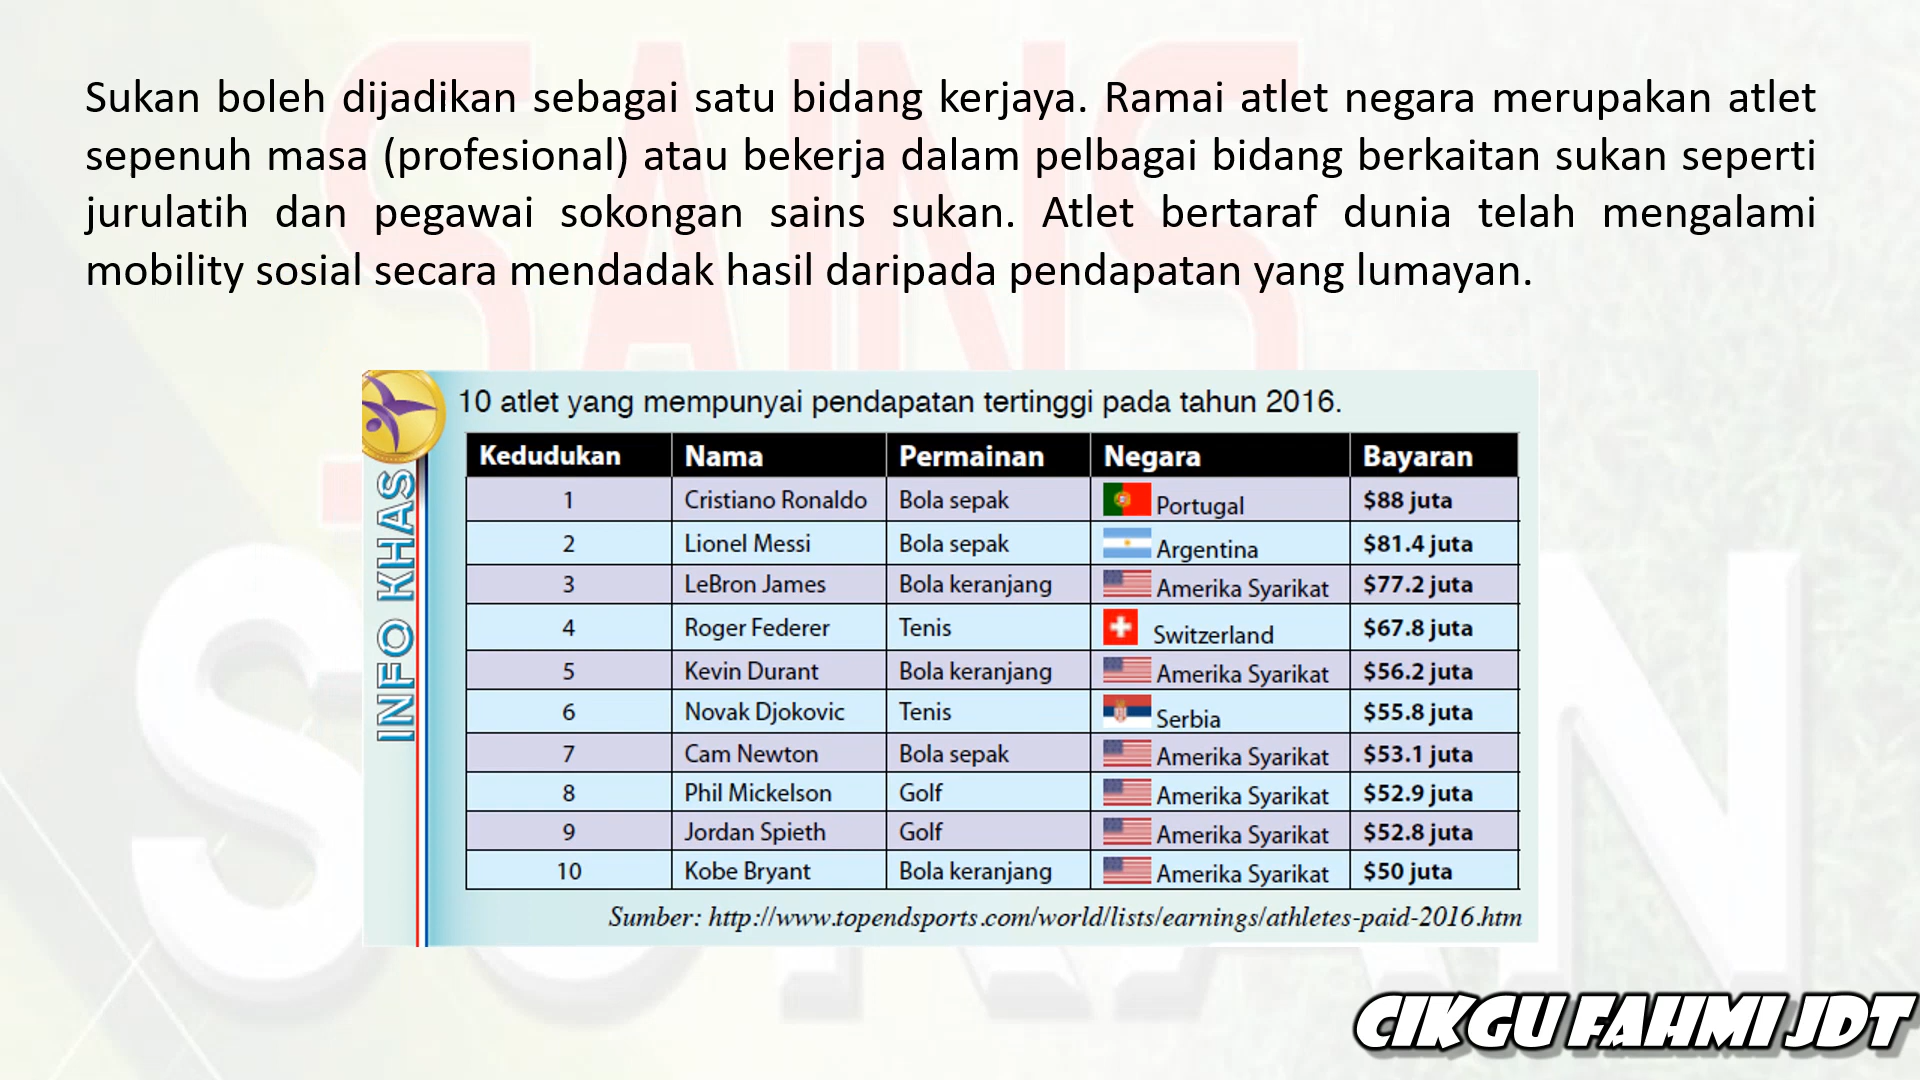 Sukan boleh dijadikan sebagai satu bidang kerjaya. Ramai atlet negara merupakan atlet
sepenuh masa (profesional) atau bekerja dalam pelbagai bidang berkaitan sukan seperti
jurulatih dan pegawai sokongan sains sukan. Atlet bertaraf dunia telah mengalami
mobility sosial secara mendadak hasil daripada pendapatan yang lumayan.
INFO KHAS
10 atlet yang mempunyai pendapatan tertinggi pada tahun 2016.
Kedudukan Nama Permainan Negara Bayaran
1 Cristiano Ronaldo Bola sepak Portugal $88 juta
2 Lionel Messi Bola sepak Argentina $81.4 juta
3 LeBron James Bola keranjang Amerika Syarikat $77.2 juta
4 Roger Federer Tenis Switzerland $67.8 juta
5 Kevin Durant Bola keranjang Amerika Syarikat $56.2 juta
6 Novak Djokovic Tenis Serbia $55.8 juta
7 Cam Newton Bola sepak Amerika Syarikat $53.1 juta
8 Phil Mickelson Golf Amerika Syarikat $52.9 juta
9 Jordan Spieth Golf Amerika Syarikat $52.8 juta
10 Kobe Bryant Bola keranjang Amerika Syarikat $50 juta
Sumber: http://www.topendsports.com/world/lists/earnings/athletes-paid-2016.htm
SAINS
SUKAN
CIKGU FAHMI JDT